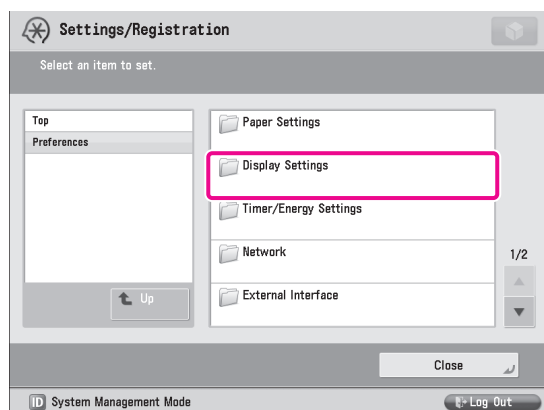 Settings/Registration
Select an item to set.
Top
Preferences
Up
Paper Settings
Display Settings
Timer/Energy Settings
Network
External Interface
1/2
Close
ID System Management Mode
Log Out